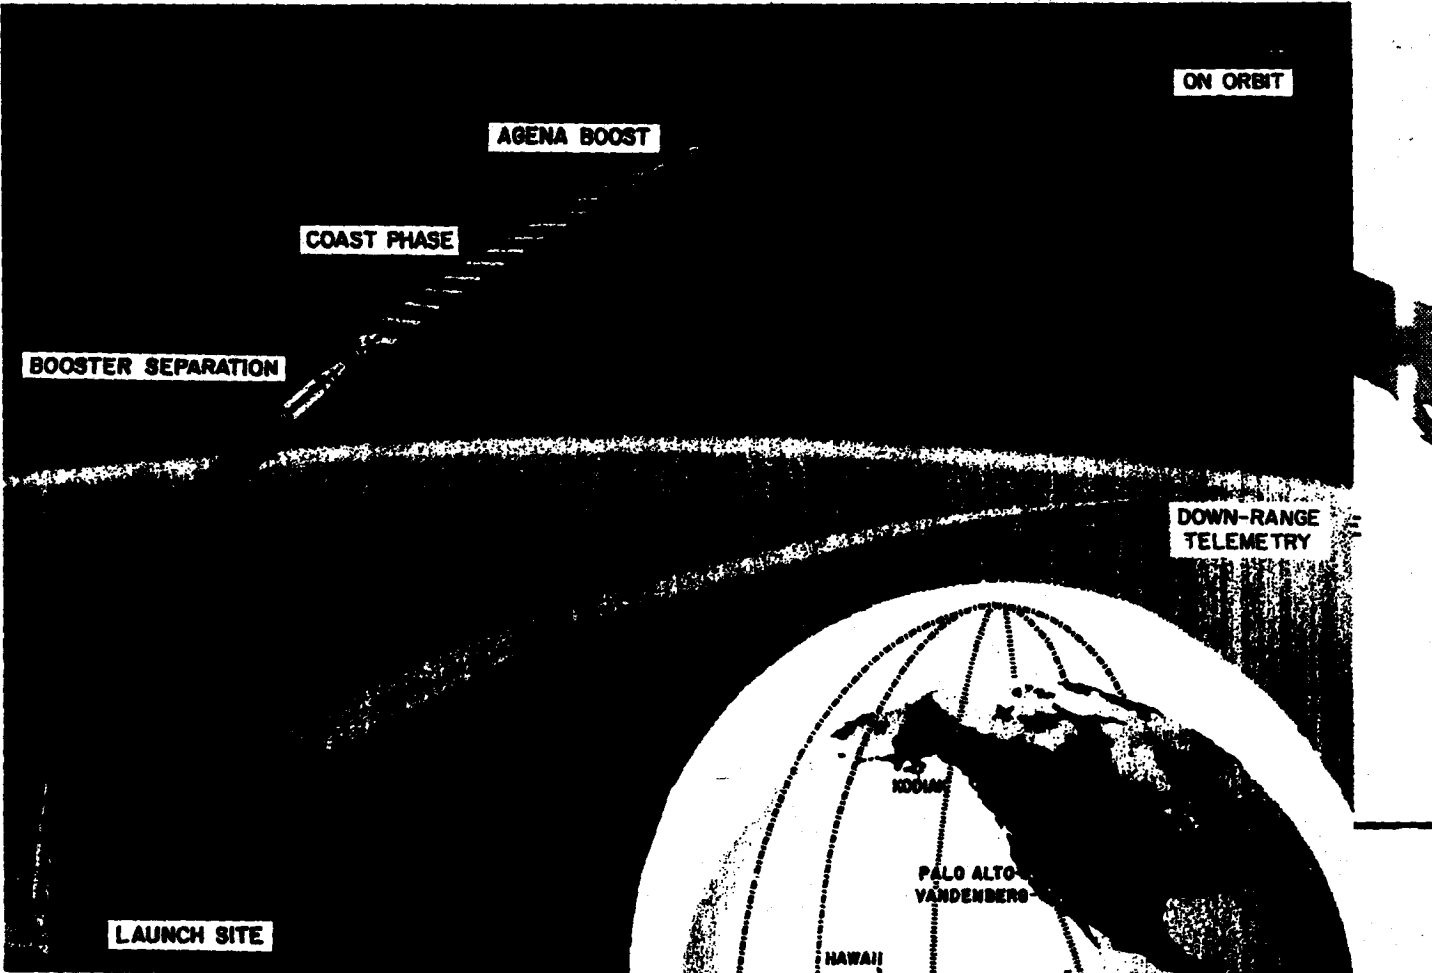 ON ORBIT
AGENA BOOST
COAST PHASE
BOOSTER SEPARATION
DOWN-RANGE
TELEMETRY
KODIAK
PALO ALTO
VANDENBERG
LAUNCH SITE
HAWAII